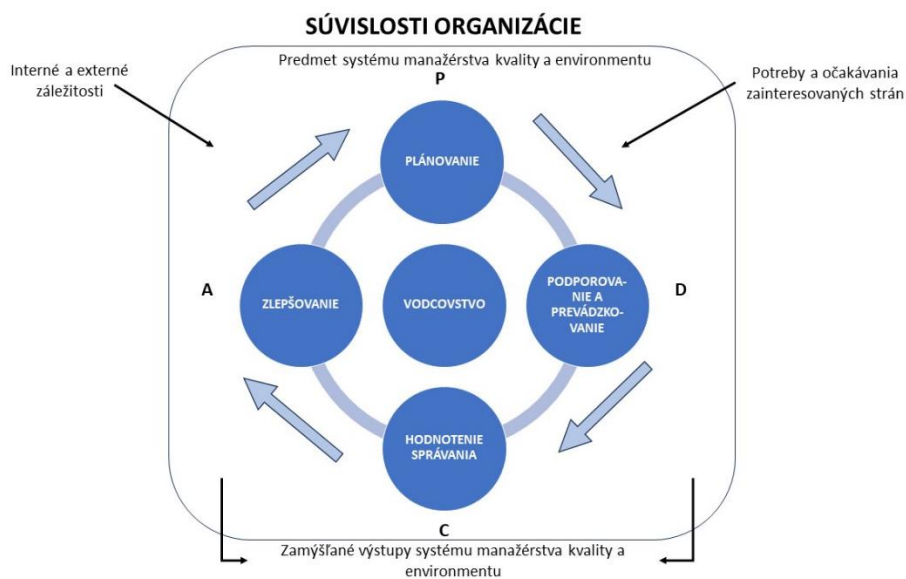 SÚVISLOSTI ORGANIZÁCIE
Predmet systému manažérstva kvality a environmentu
Interné a externé
záležitosti
Potreby a očakávania
zainteresovaných strán
P
PLÁNOVANIE
A
ZLEPŠOVANIE
VODCOVSTVO
PODPOROVA-
NIE A
PREVÁDZKO-
VANIE
D
HODNOTENIE
SPRÁVANIA
C
Zamýšľané výstupy systému manažérstva kvality a
environmentu